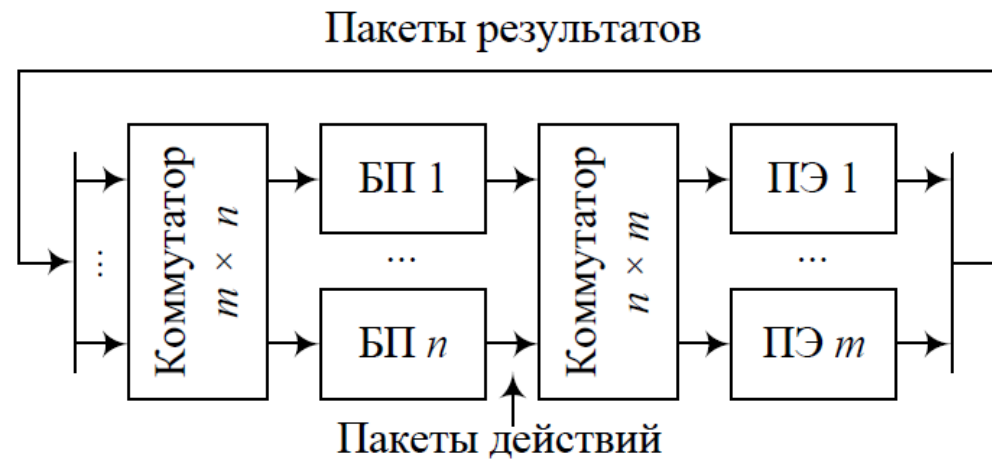 Пакеты результатов
Коммутатор
m × n
БП 1
...
БП n
Коммутатор
n × m
ПЭ 1
...
ПЭ m
...
Пакеты действий